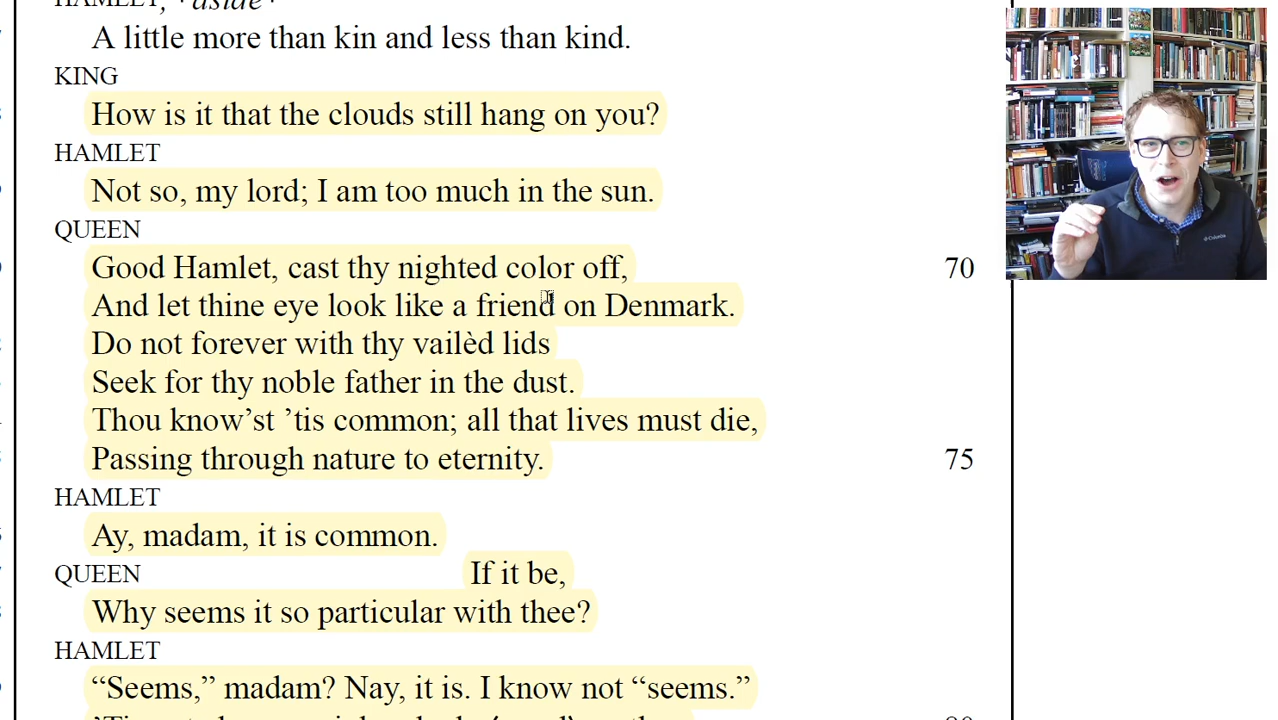 HAMLET, ⸢aside⸣
A little more than kin and less than kind.
KING
How is it that the clouds still hang on you?
HAMLET
Not so, my lord; I am too much in the sun.
QUEEN
Good Hamlet, cast thy nighted color off, 70
And let thine eye look like a friend on Denmark.
Do not forever with thy vailèd lids
Seek for thy noble father in the dust.
Thou know’st ’tis common; all that lives must die,
Passing through nature to eternity. 75
HAMLET
Ay, madam, it is common.
QUEEN If it be,
Why seems it so particular with thee?
HAMLET
“Seems,” madam? Nay, it is. I know not “seems.”
Columbia